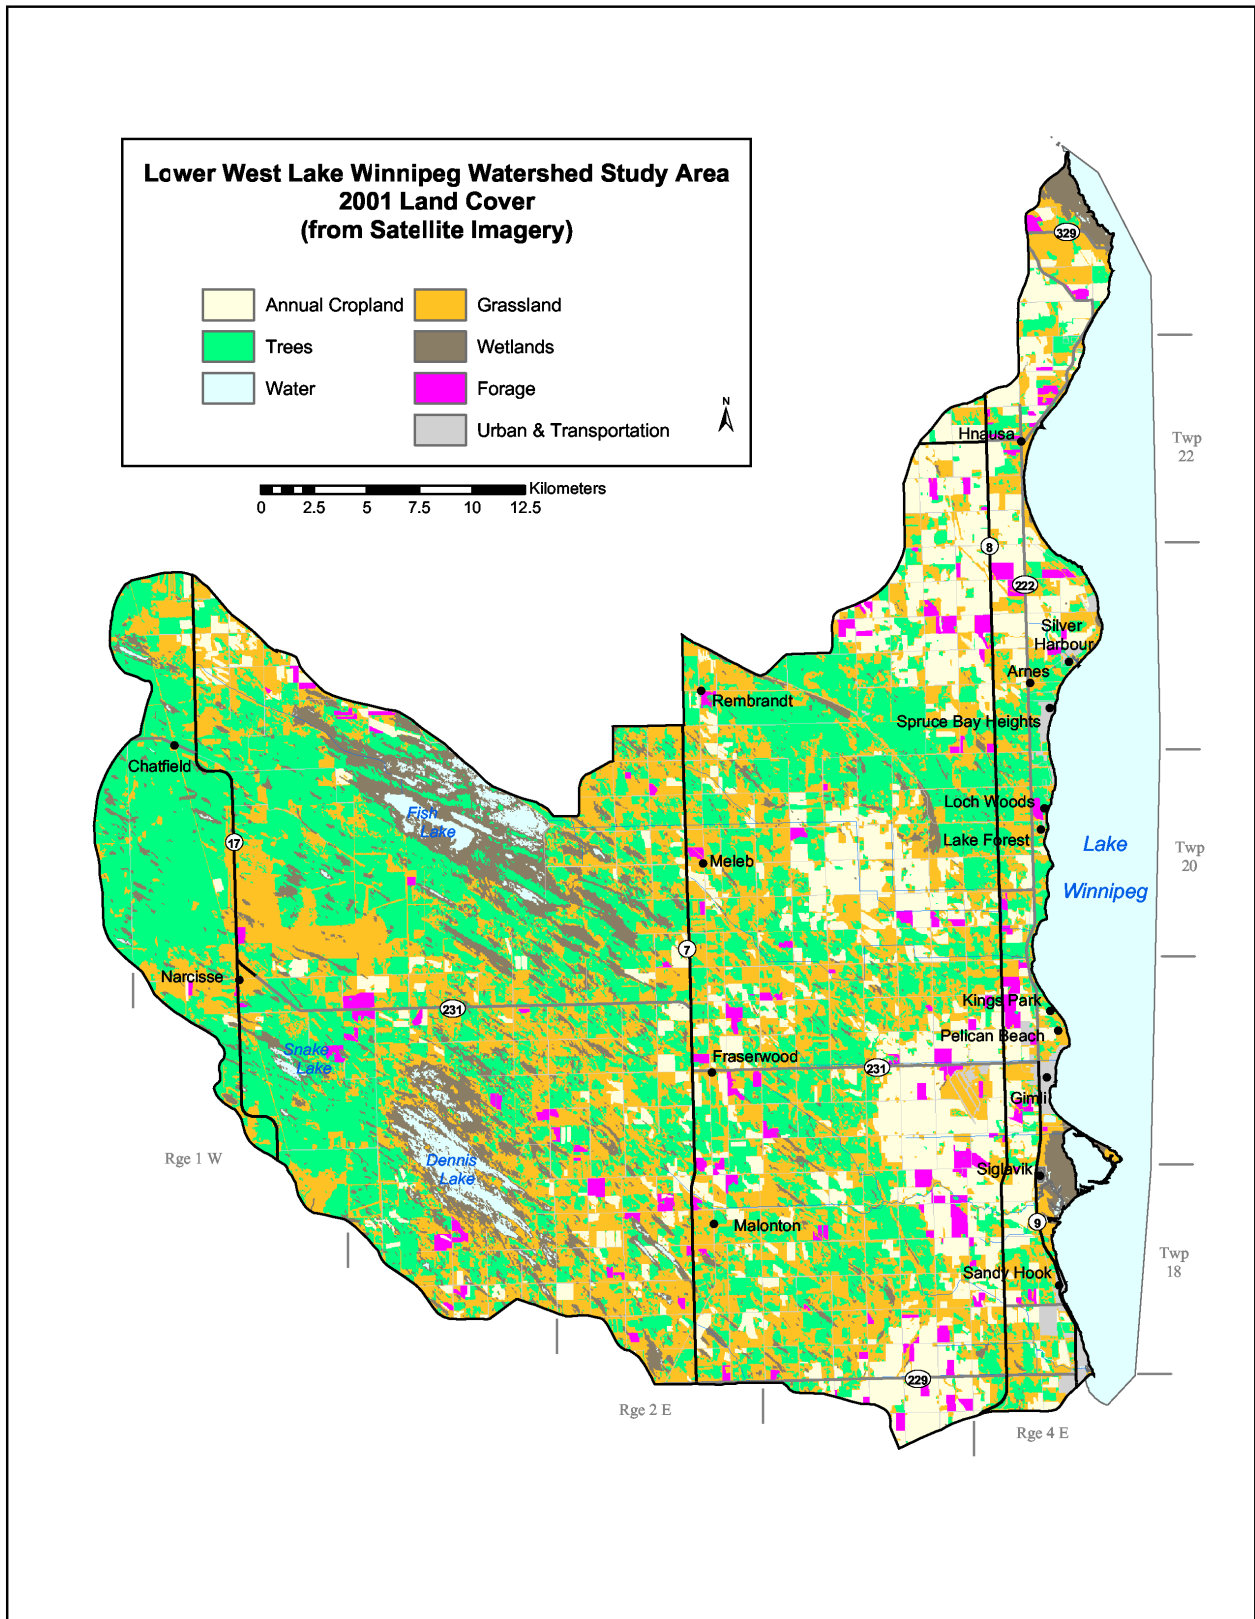 Lower West Lake Winnipeg Watershed Study Area
2001 Land Cover
(from Satellite Imagery)
Annual Cropland
Grassland
Trees
Wetlands
Water
Forage
Urban & Transportation
N
Kilometers
0 2.5 5 7.5 10 12.5
329
Hnausa
Twp
22
8
222
Silver
Harbour
Arnes
Rembrandt
Spruce Bay Heights
Chatfield
Fish
Lake
Loch Woods
17
Lake Forest
Lake
Winnipeg
Twp
20
Meleb
7
Narcisse
Kings Park
231
Pelican Beach
Snake
Lake
Fraserwood
231
Gimli
Rge 1 W
Dennis
Lake
Siglavik
9
Malonton
Sandy Hook
Twp
18
229
Rge 2 E
Rge 4 E